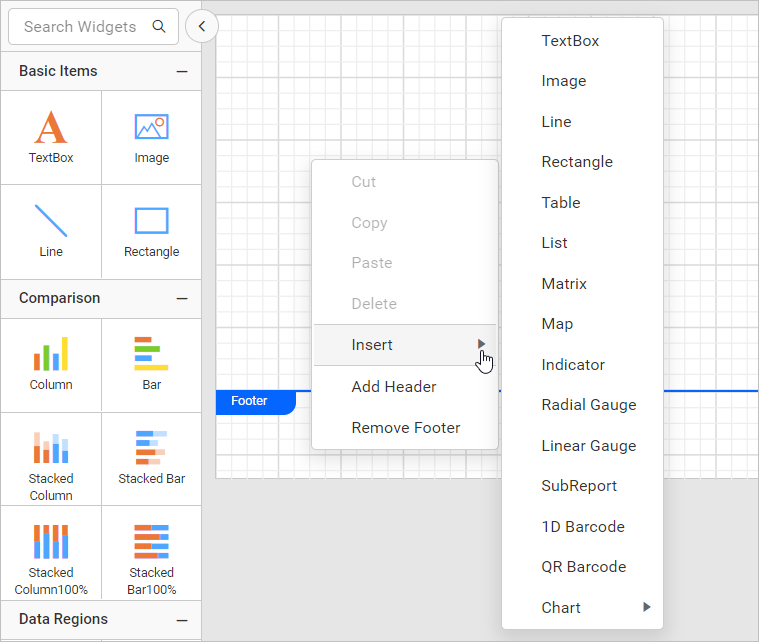 Search Widgets
Basic Items
TextBox
Image
Line
Rectangle
Comparison
Column
Bar
Stacked
Column
Stacked Bar
Stacked
Column100%
Stacked
Bar100%
Data Regions
Cut
Copy
Paste
Delete
Insert
Add Header
Remove Footer
Footer
TextBox
Image
Line
Rectangle
Table
List
Matrix
Map
Indicator
Radial Gauge
Linear Gauge
SubReport
1D Barcode
QR Barcode
Chart